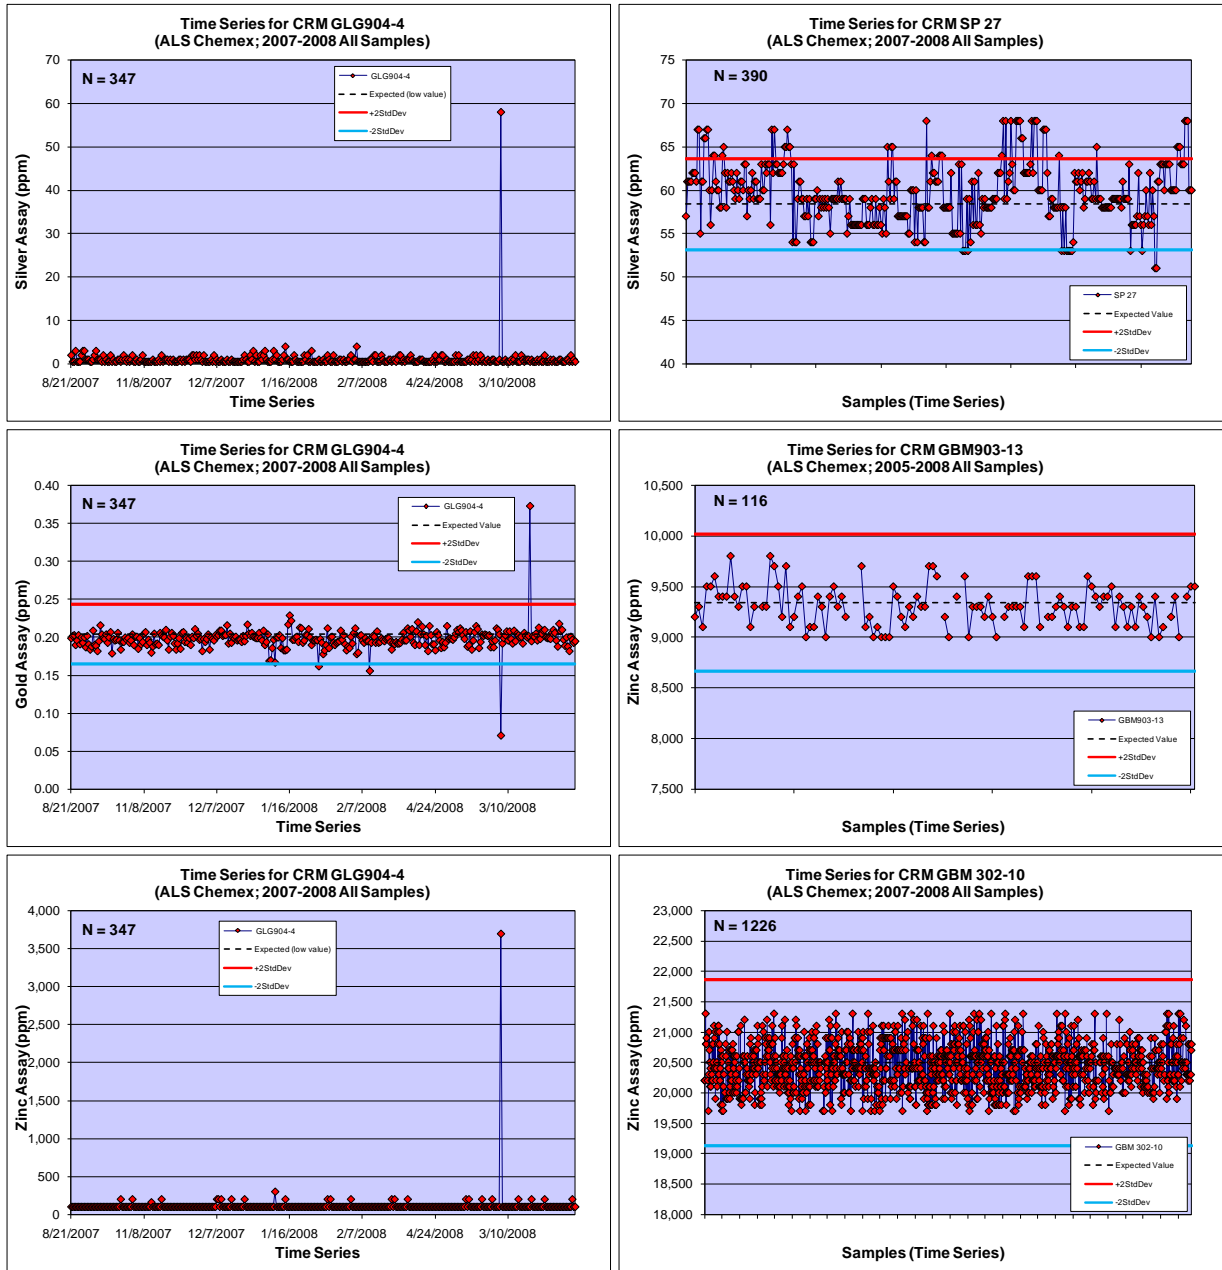 Time Series for CRM GLG904-4
(ALS Chemex; 2007-2008 All Samples)
N = 347
GLG904-4
Expected (low value)
+2StdDev
-2StdDev
Silver Assay (ppm)
70
60
50
40
30
20
10
0
8/21/2007 11/8/2007 12/7/2007 1/16/2008 2/7/2008 4/24/2008 3/10/2008
Time Series
Time Series for CRM SP 27
(ALS Chemex; 2007-2008 All Samples)
N = 390
SP 27
Expected Value
+2StdDev
-2StdDev
Silver Assay (ppm)
75
70
65
60
55
50
45
40
Samples (Time Series)
Time Series for CRM GLG904-4
(ALS Chemex; 2007-2008 All Samples)
N = 347
GLG904-4
Expected Value
+2StdDev
-2StdDev
Gold Assay (ppm)
0.40
0.35
0.30
0.25
0.20
0.15
0.10
0.05
0.00
8/21/2007 11/8/2007 12/7/2007 1/16/2008 2/7/2008 4/24/2008 3/10/2008
Time Series
Time Series for CRM GBM903-13
(ALS Chemex; 2005-2008 All Samples)
N = 116
GBM903-13
Expected Value
+2StdDev
-2StdDev
Zinc Assay (ppm)
10,500
10,000
9,500
9,000
8,500
8,000
7,500
Samples (Time Series)
Time Series for CRM GLG904-4
(ALS Chemex; 2007-2008 All Samples)
N = 347
GLG904-4
Expected (low value)
+2StdDev
-2StdDev
Zinc Assay (ppm)
4,000
3,500
3,000
2,500
2,000
1,500
1,000
500
0
8/21/2007 11/8/2007 12/7/2007 1/16/2008 2/7/2008 4/24/2008 3/10/2008
Time Series
Time Series for CRM GBM 302-10
(ALS Chemex; 2007-2008 All Samples)
N = 1226
GBM 302-10
Expected Value
+2StdDev
-2StdDev
Zinc Assay (ppm)
23,000
22,500
22,000
21,500
21,000
20,500
20,000
19,500
19,000
18,500
18,000
Samples (Time Series)